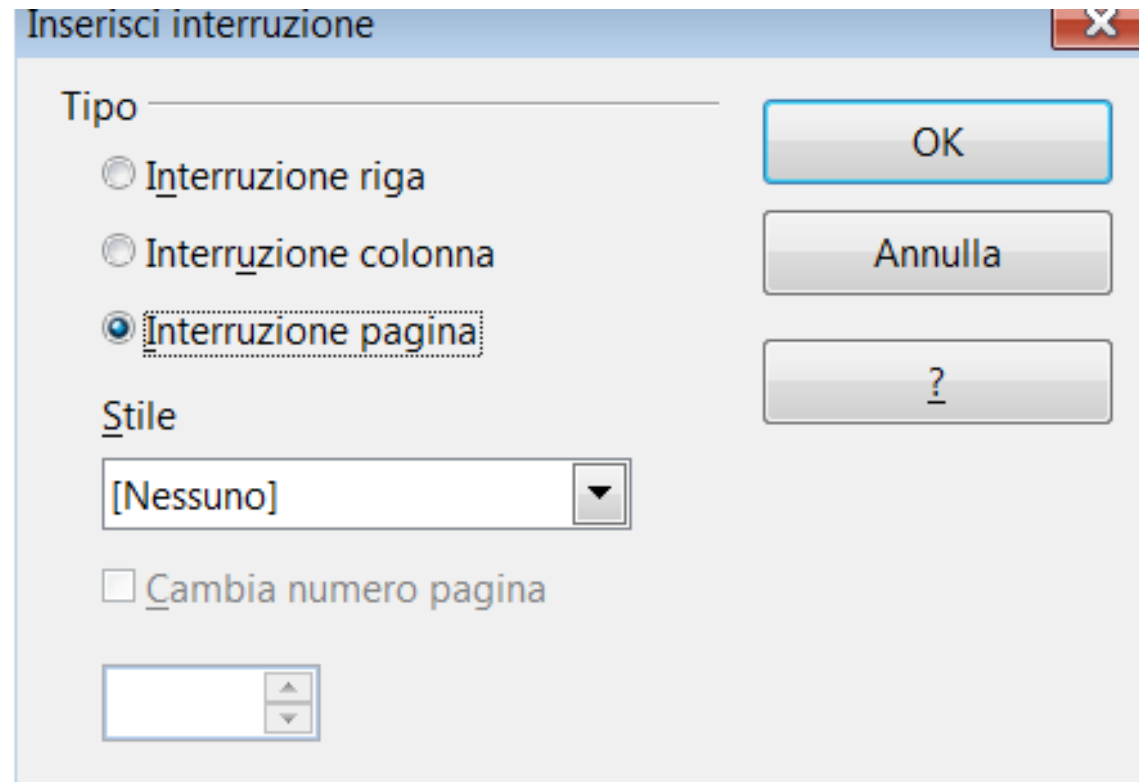 Inserisci interruzione
Tipo
Interruzione riga
Interruzione colonna
Interruzione pagina
Stile
[Nessuno]
Cambia numero pagina
OK
Annulla
?